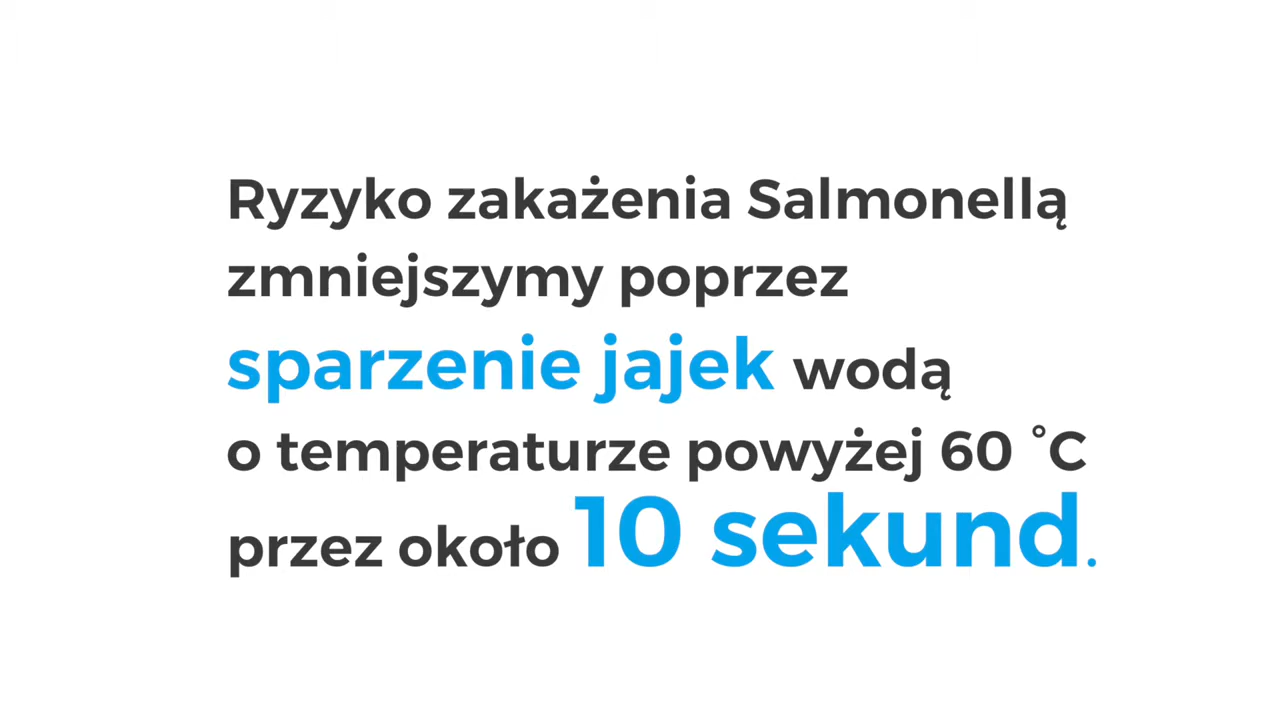 Ryzyko zakażenia Salmonellą
zmniejszymy poprzez
sparzenie jajek wodą
o temperaturze powyżej 60 °C
przez około 10 sekund.